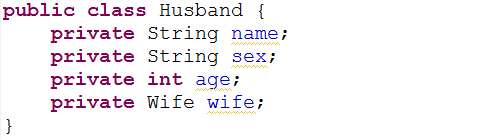 public class Husband {
    private String name;
    private String sex;
    private int age;
    private Wife wife;
}